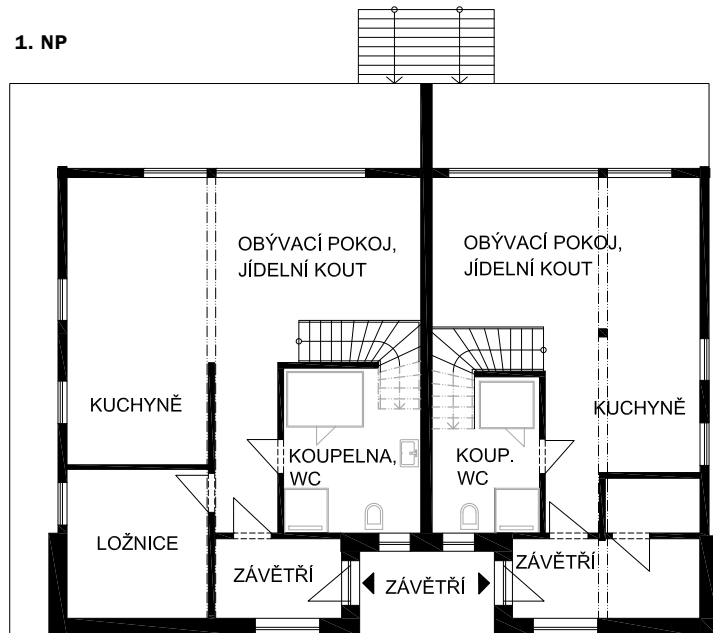 1. NP
OBÝVACÍ POKOJ,
JÍDELNÍ KOUT
OBÝVACÍ POKOJ,
JÍDELNÍ KOUT
KUCHYNĚ
KUCHYNĚ
KOUPELNA,
WC
KOUP.
WC
LOŽNICE
ZÁVĚTŘÍ
ZÁVĚTŘÍ
ZÁVĚTŘÍ